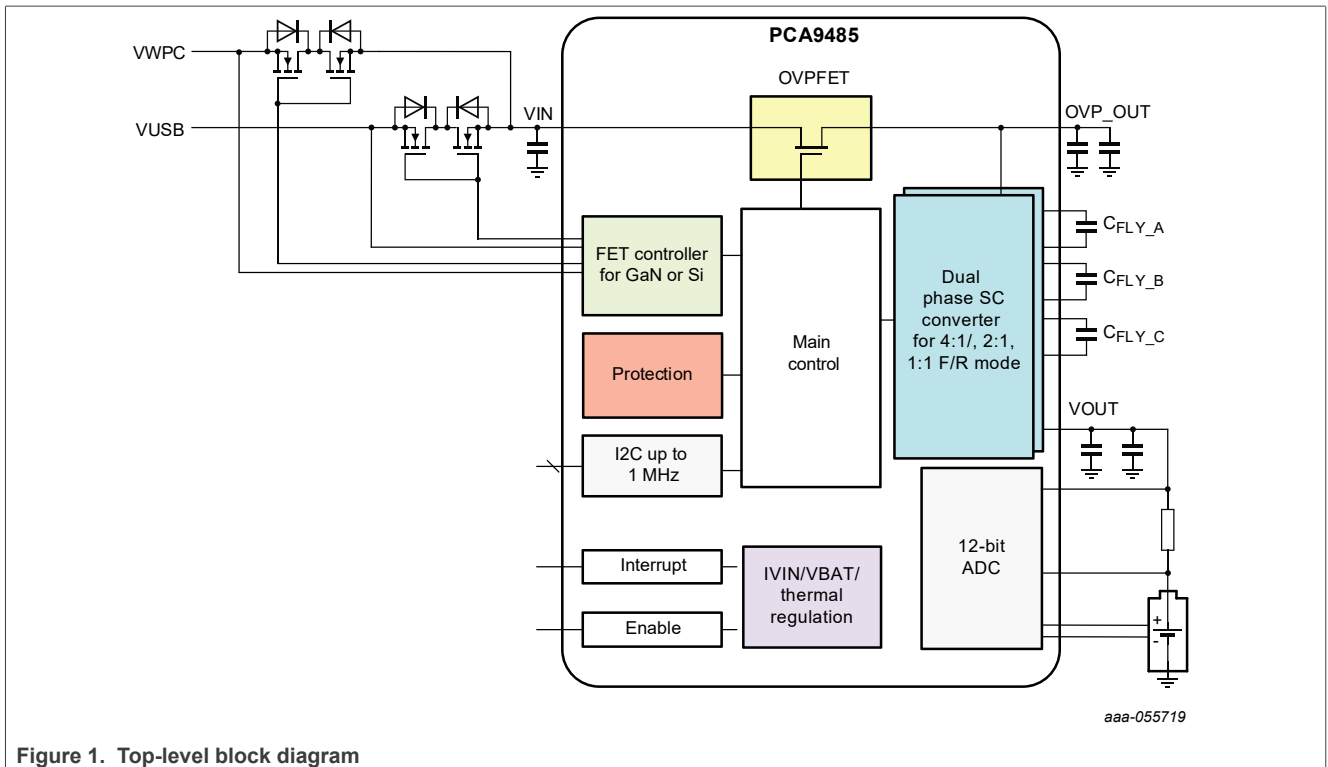 PCA9485
OVPFET
VWPC
VUSB
VIN
OVP_OUT
FET controller
for GaN or Si
Protection
I2C up to
1 MHz
Interrupt
Enable
Main
control
IVIN/VBAT/
thermal
regulation
Dual
phase SC
converter
for 4:1/, 2:1,
1:1 F/R mode
CFLY_A
CFLY_B
CFLY_C
VOUT
12-bit
ADC
+
-
aaa-055719
Figure 1. Top-level block diagram